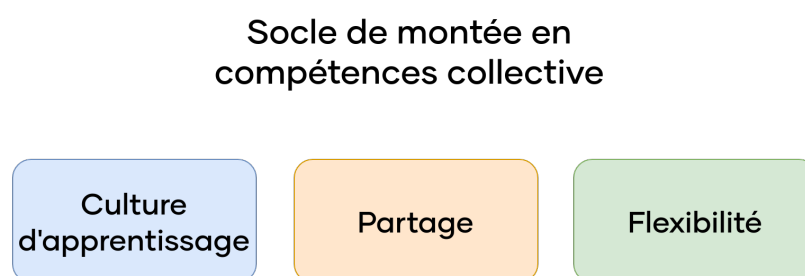 Socle de montée en
compétences collective
Culture
d'apprentissage
Partage
Flexibilité